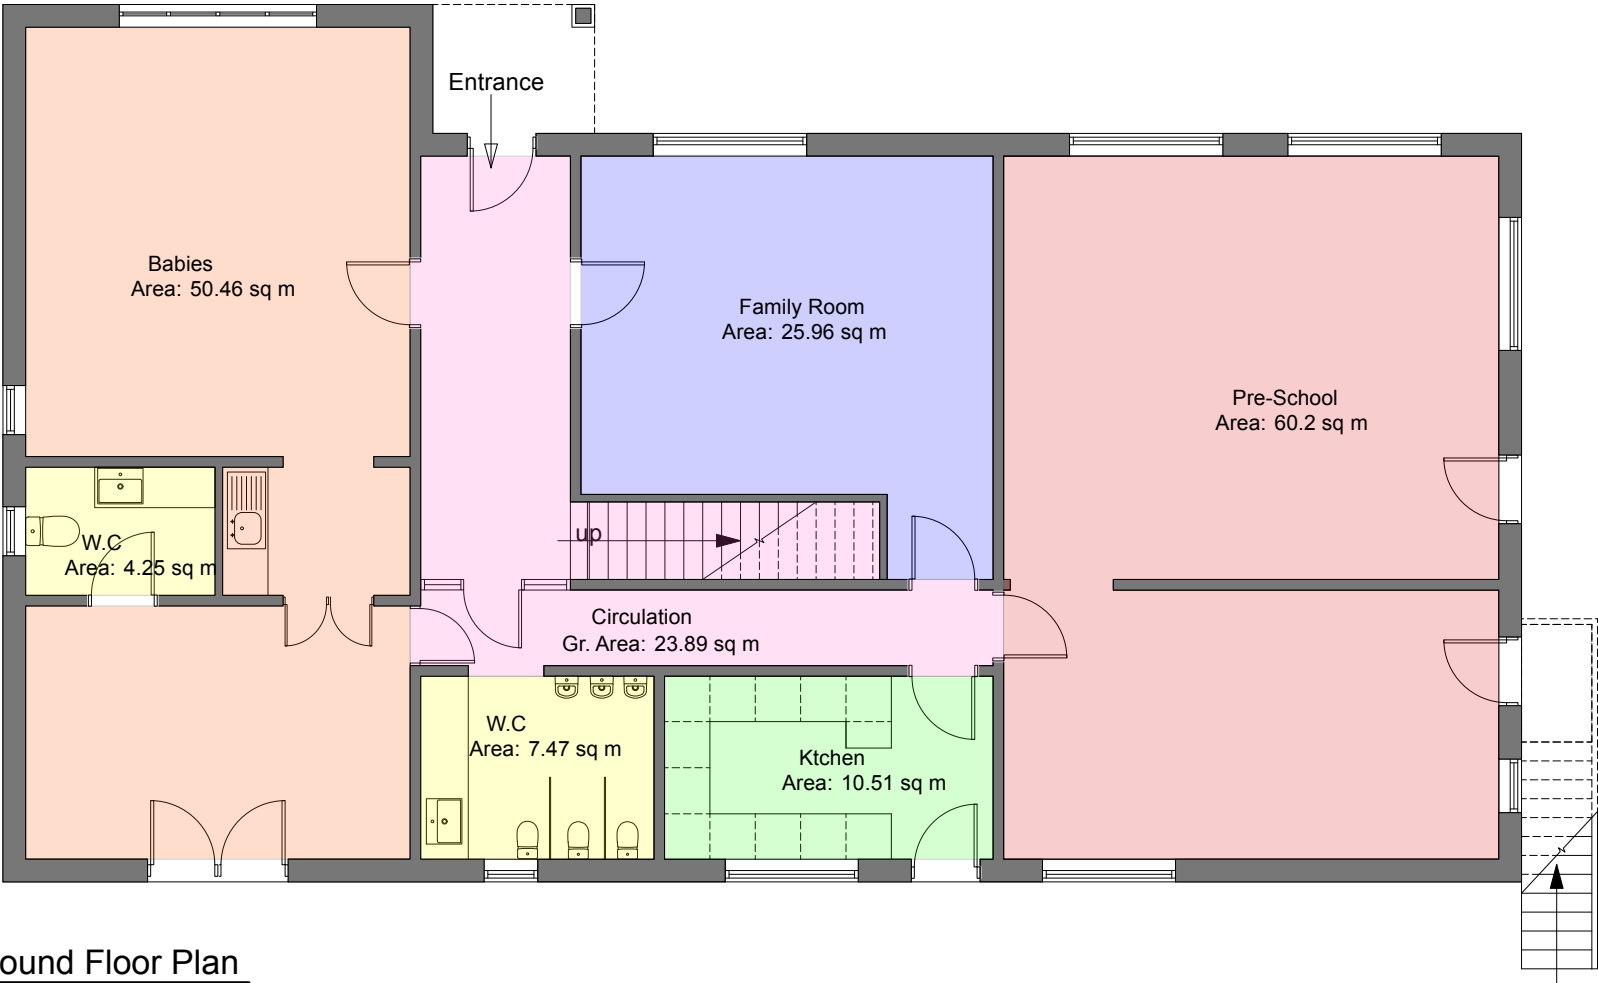 Entrance
Babies
Area: 50.46 sq m
Family Room
Area: 25.96 sq m
Pre-School
Area: 60.2 sq m
up
W.C
Area: 4.25 sq m
Circulation
Gr. Area: 23.89 sq m
W.C
Area: 7.47 sq m
Ktchen
Area: 10.51 sq m
ound Floor Plan